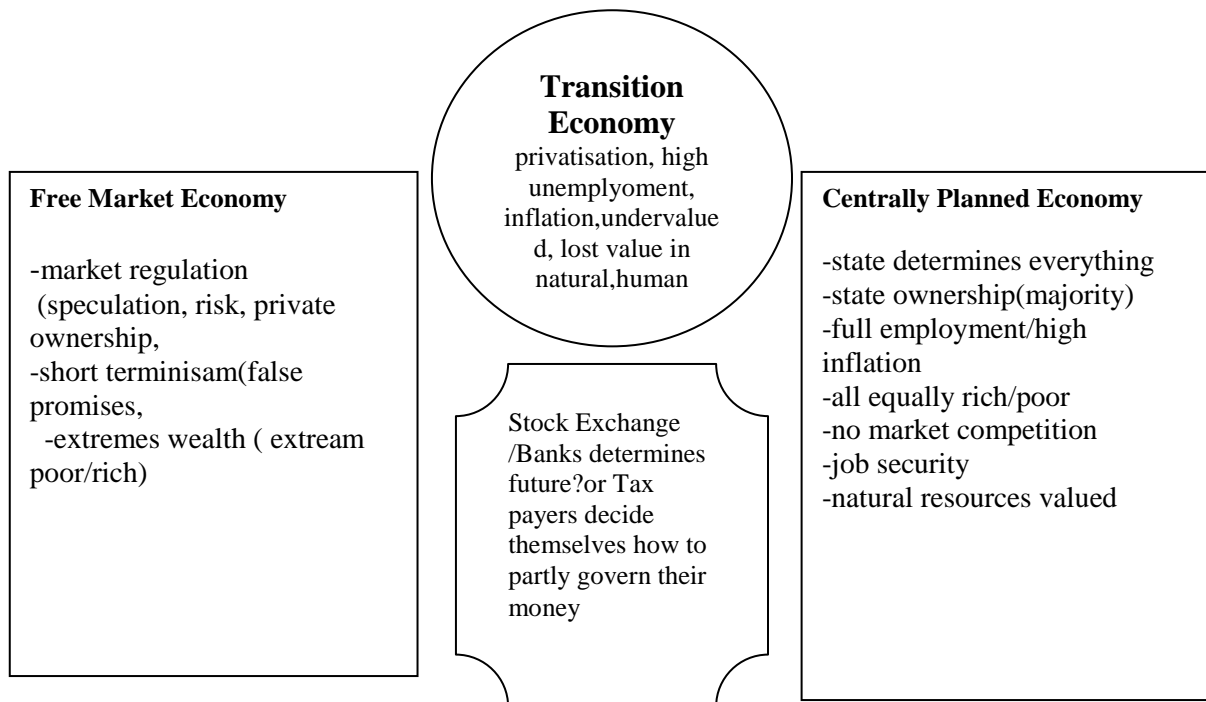 Transition
Economy
privatisation, high
unemplyoment,
inflation,undervalue
d, lost value in
natural,human
Free Market Economy
-market regulation
(speculation, risk, private
ownership,
-short terminisam(false
promises,
-extremes wealth ( extream
poor/rich)
Stock Exchange
/Banks determines
future?or Tax
payers decide
themselves how to
partly govern their
money
Centrally Planned Economy
-state determines everything
-state ownership(majority)
-full employment/high
inflation
-all equally rich/poor
-no market competition
-job security
-natural resources valued